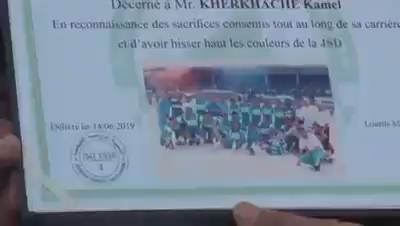 Décerné à Mr. KHERKHACHE Kamel
En reconnaissance des sacrifices consentis tout au long de sa carrière
et d'avoir hisser haut les couleurs de la JSD
Délivré le 14/06/2019